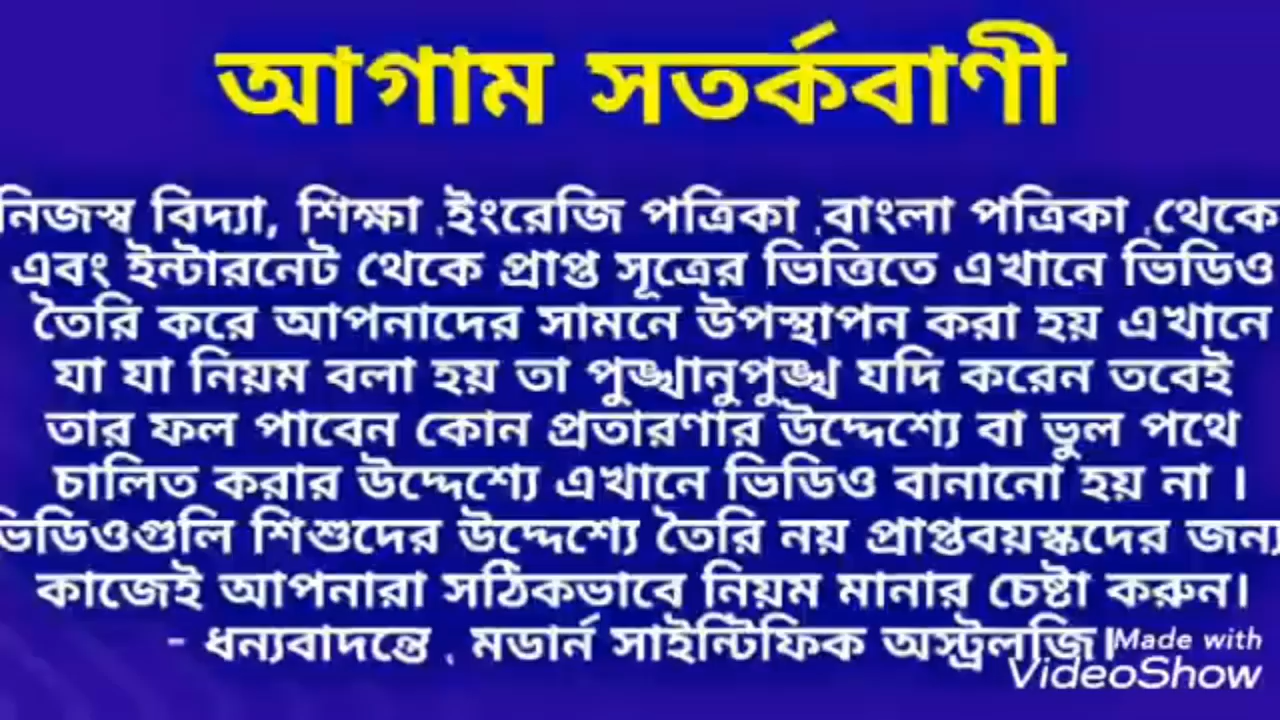 আগাম সতর্কবাণী
নিজস্ব বিদ্যা, শিক্ষা ,ইংরেজি পত্রিকা ,বাংলা পত্রিকা ,থেকে
এবং ইন্টারনেট থেকে প্রাপ্ত সূত্রের ভিত্তিতে এখানে ভিডিও
তৈরি করে আপনাদের সামনে উপস্থাপন করা হয় এখানে
যা যা নিয়ম বলা হয় তা পুঙ্খানুপুঙ্খ যদি করেন তবেই
তার ফল পাবেন কোন প্রতারণার উদ্দেশ্যে বা ভুল পথে
চালিত করার উদ্দেশ্যে এখানে ভিডিও বানানো হয় না ।
ভিডিওগুলি শিশুদের উদ্দেশ্যে তৈরি নয় প্রাপ্তবয়স্কদের জন্য
কাজেই আপনারা সঠিকভাবে নিয়ম মানার চেষ্টা করুন।
- ধন্যবাদন্তে , মডার্ন সাইন্টিফিক অস্ট্রলজি।
Made with
VideoShow